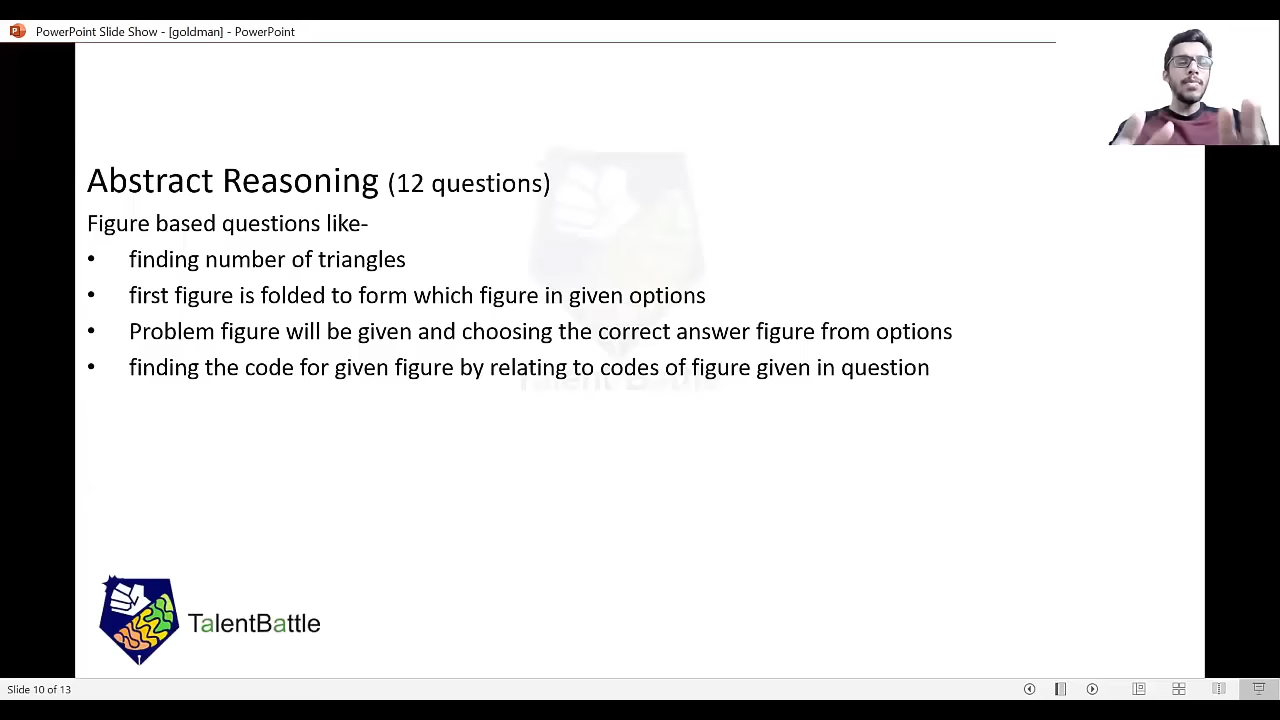 PowerPoint Slide Show - [goldman] - PowerPoint
Abstract Reasoning (12 questions)
Figure based questions like-
• finding number of triangles
• first figure is folded to form which figure in given options
• Problem figure will be given and choosing the correct answer figure from options
• finding the code for given figure by relating to codes of figure given in question
Talent Battle
TalentBattle
Slide 10 of 13